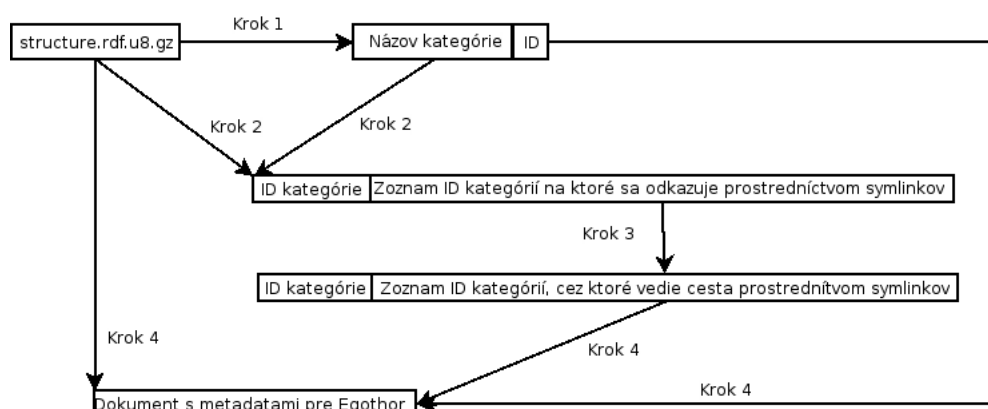 Krok 1
structure.rdf.u8.gz
Názov kategórie
ID
Krok 2
Krok 2
ID kategórie
Zoznam ID kategórií na ktoré sa odkazuje prostredníctvom symlinkov
Krok 3
ID kategórie
Zoznam ID kategórií, cez ktoré vedie cesta prostrednítvom symlinkov
Krok 4
Krok 4
Krok 4
Dokument s metadatami pre Egothor